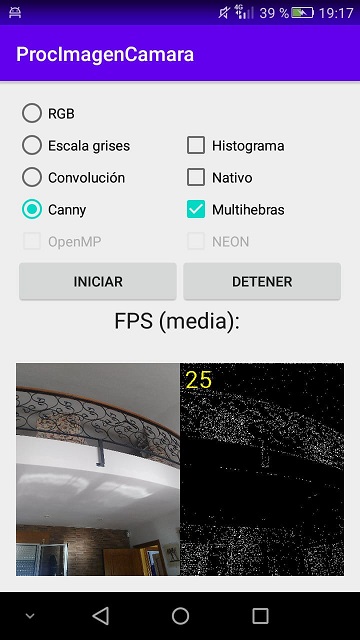 4G 39 % 19:17
ProcImagenCamara
RGB
Escala grises
Histograma
Convolución
Nativo
Canny
Multihebras
OpenMP
NEON
INICIAR
DETENER
FPS (media):
25